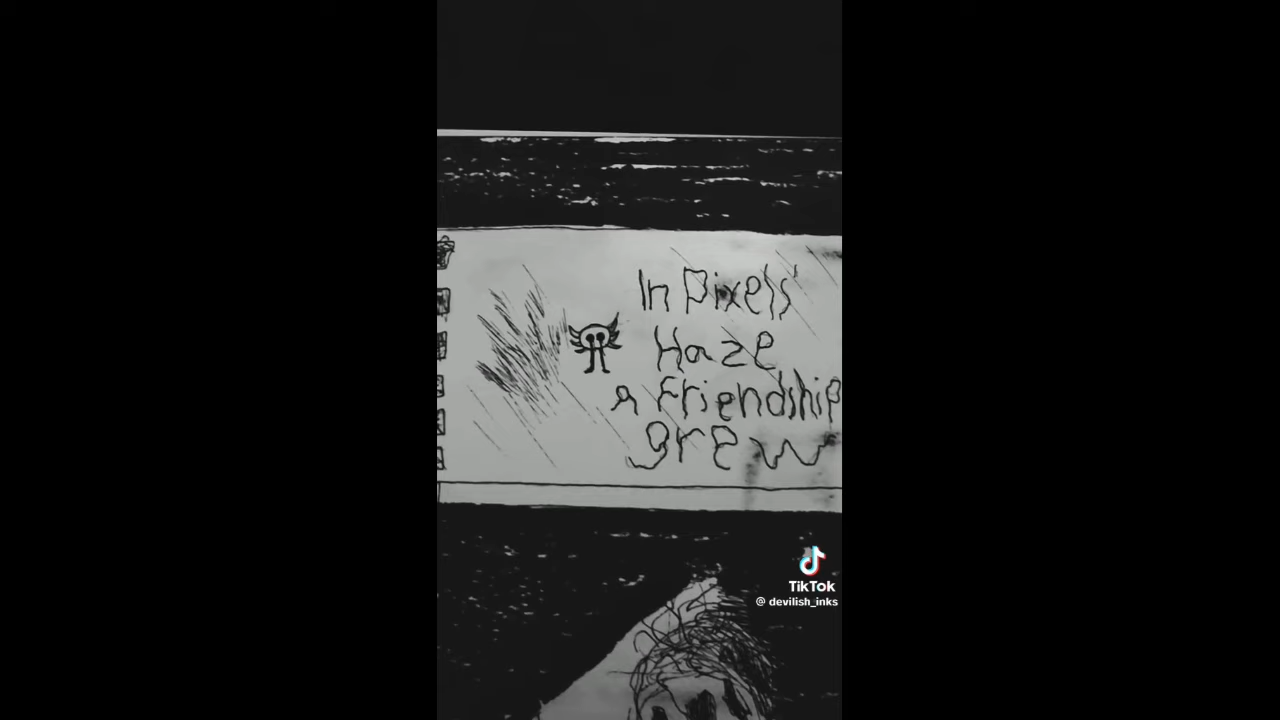 In Pixels'
Haze
a Friendship
grew
TikTok
@ devilish_inks